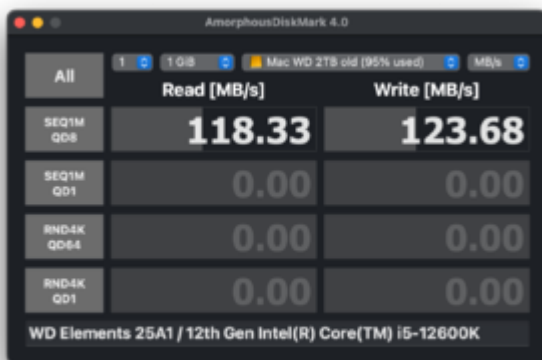 AmorphousDiskMark 4.0
All
1
1 GiB
Mac WD 2TB old (95% used)
MB/s
Read [MB/s]
Write [MB/s]
SEQ1M
QD8
118.33
123.68
SEQ1M
QD1
0.00
0.00
RND4K
QD64
0.00
0.00
RND4K
QD1
0.00
0.00
WD Elements 25A1 / 12th Gen Intel(R) Core(TM) i5-12600K